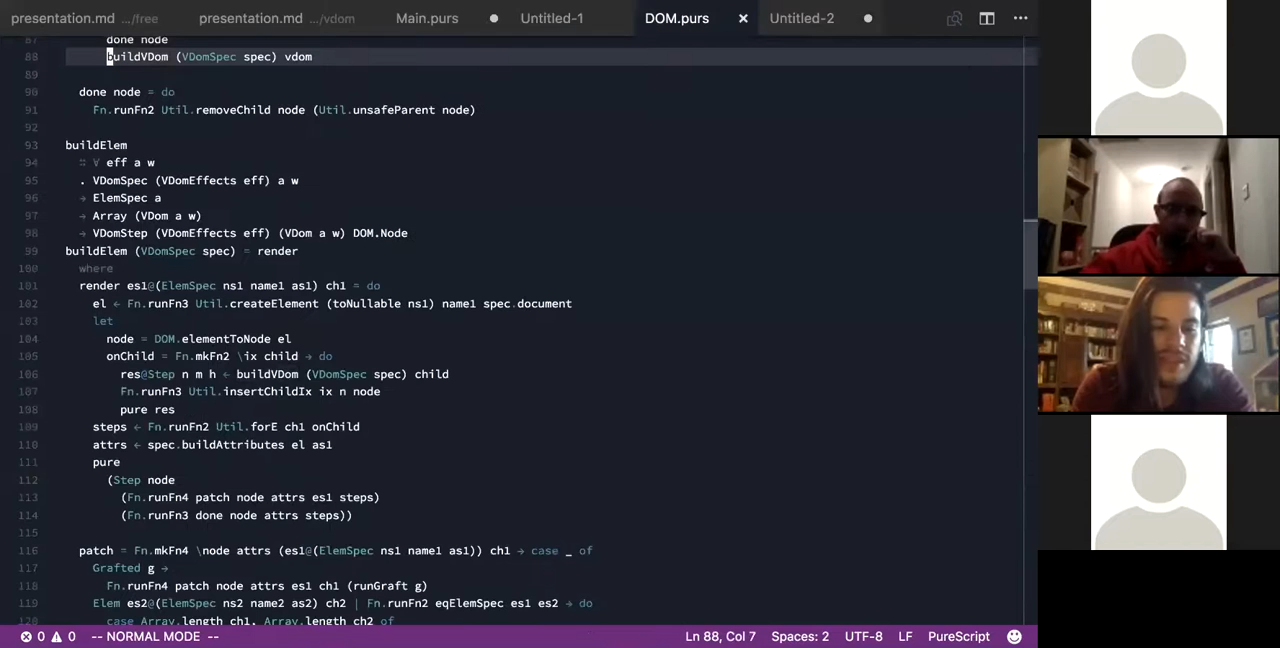 presentation.md .../free presentation.md .../vdom Main.purs Untitled-1 DOM.purs Untitled-2
87 done node
88 buildVDom (VDomSpec spec) vdom
89
90 done node = do
91 Fn.runFn2 Util.removeChild node (Util.unsafeParent node)
92
93 buildElem
94 ∷ ∀ eff a w
95 . VDomSpec (VDomEffects eff) a w
96 → ElemSpec a
97 → Array (VDom a w)
98 → VDomStep (VDomEffects eff) (VDom a w) DOM.Node
99 buildElem (VDomSpec spec) = render
100 where
101 render es1@(ElemSpec ns1 name1 as1) ch1 = do
102 el ← Fn.runFn3 Util.createElement (toNullable ns1) name1 spec.document
103 let
104 node = DOM.elementToNode el
105 onChild = Fn.mkFn2 \ix child → do
106 res@Step n m h ← buildVDom (VDomSpec spec) child
107 Fn.runFn3 Util.insertChildIx ix n node
108 pure res
109 steps ← Fn.runFn2 Util.forE ch1 onChild
110 attrs ← spec.buildAttributes el as1
111 pure
112 (Step node
113 (Fn.runFn4 patch node attrs es1 steps)
114 (Fn.runFn3 done node attrs steps))
115
116 patch = Fn.mkFn4 \node attrs (es1@(ElemSpec ns1 name1 as1)) ch1 → case _ of
117 Grafted g →
118 Fn.runFn4 patch node attrs es1 ch1 (runGraft g)
119 Elem es2@(ElemSpec ns2 name2 as2) ch2 | Fn.runFn2 eqElemSpec es1 es2 → do
120 case Array.length ch1, Array.length ch2 of
0 0 -- NORMAL MODE -- Ln 88, Col 7 Spaces: 2 UTF-8 LF PureScript